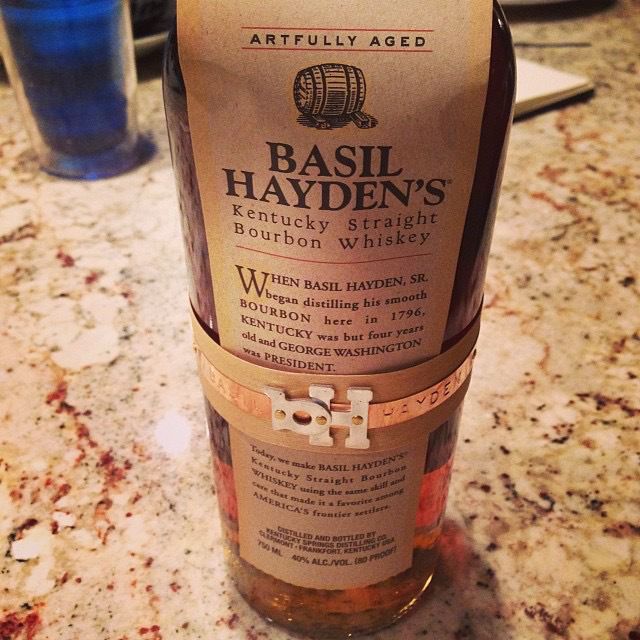 ARTFULLY AGED
BASIL
HAYDEN'S
Kentucky Straight
Bourbon Whiskey
WHEN BASIL HAYDEN, SR.
began distilling his smooth
BOURBON here in 1796,
KENTUCKY was but four years
old and GEORGE WASHINGTON
was PRESIDENT.
BASIL bH HAYDEN
Today, we make BASIL HAYDEN'S
Kentucky Straight Bourbon
WHISKEY using the same skill and
care that made it a favorite among
AMERICA'S frontier settlers.
DISTILLED AND BOTTLED BY
KENTUCKY SPRINGS DISTILLING CO.
CLERMONT - FRANKFORT, KENTUCKY USA
750 ML 40% ALC./VOL. (80 PROOF)